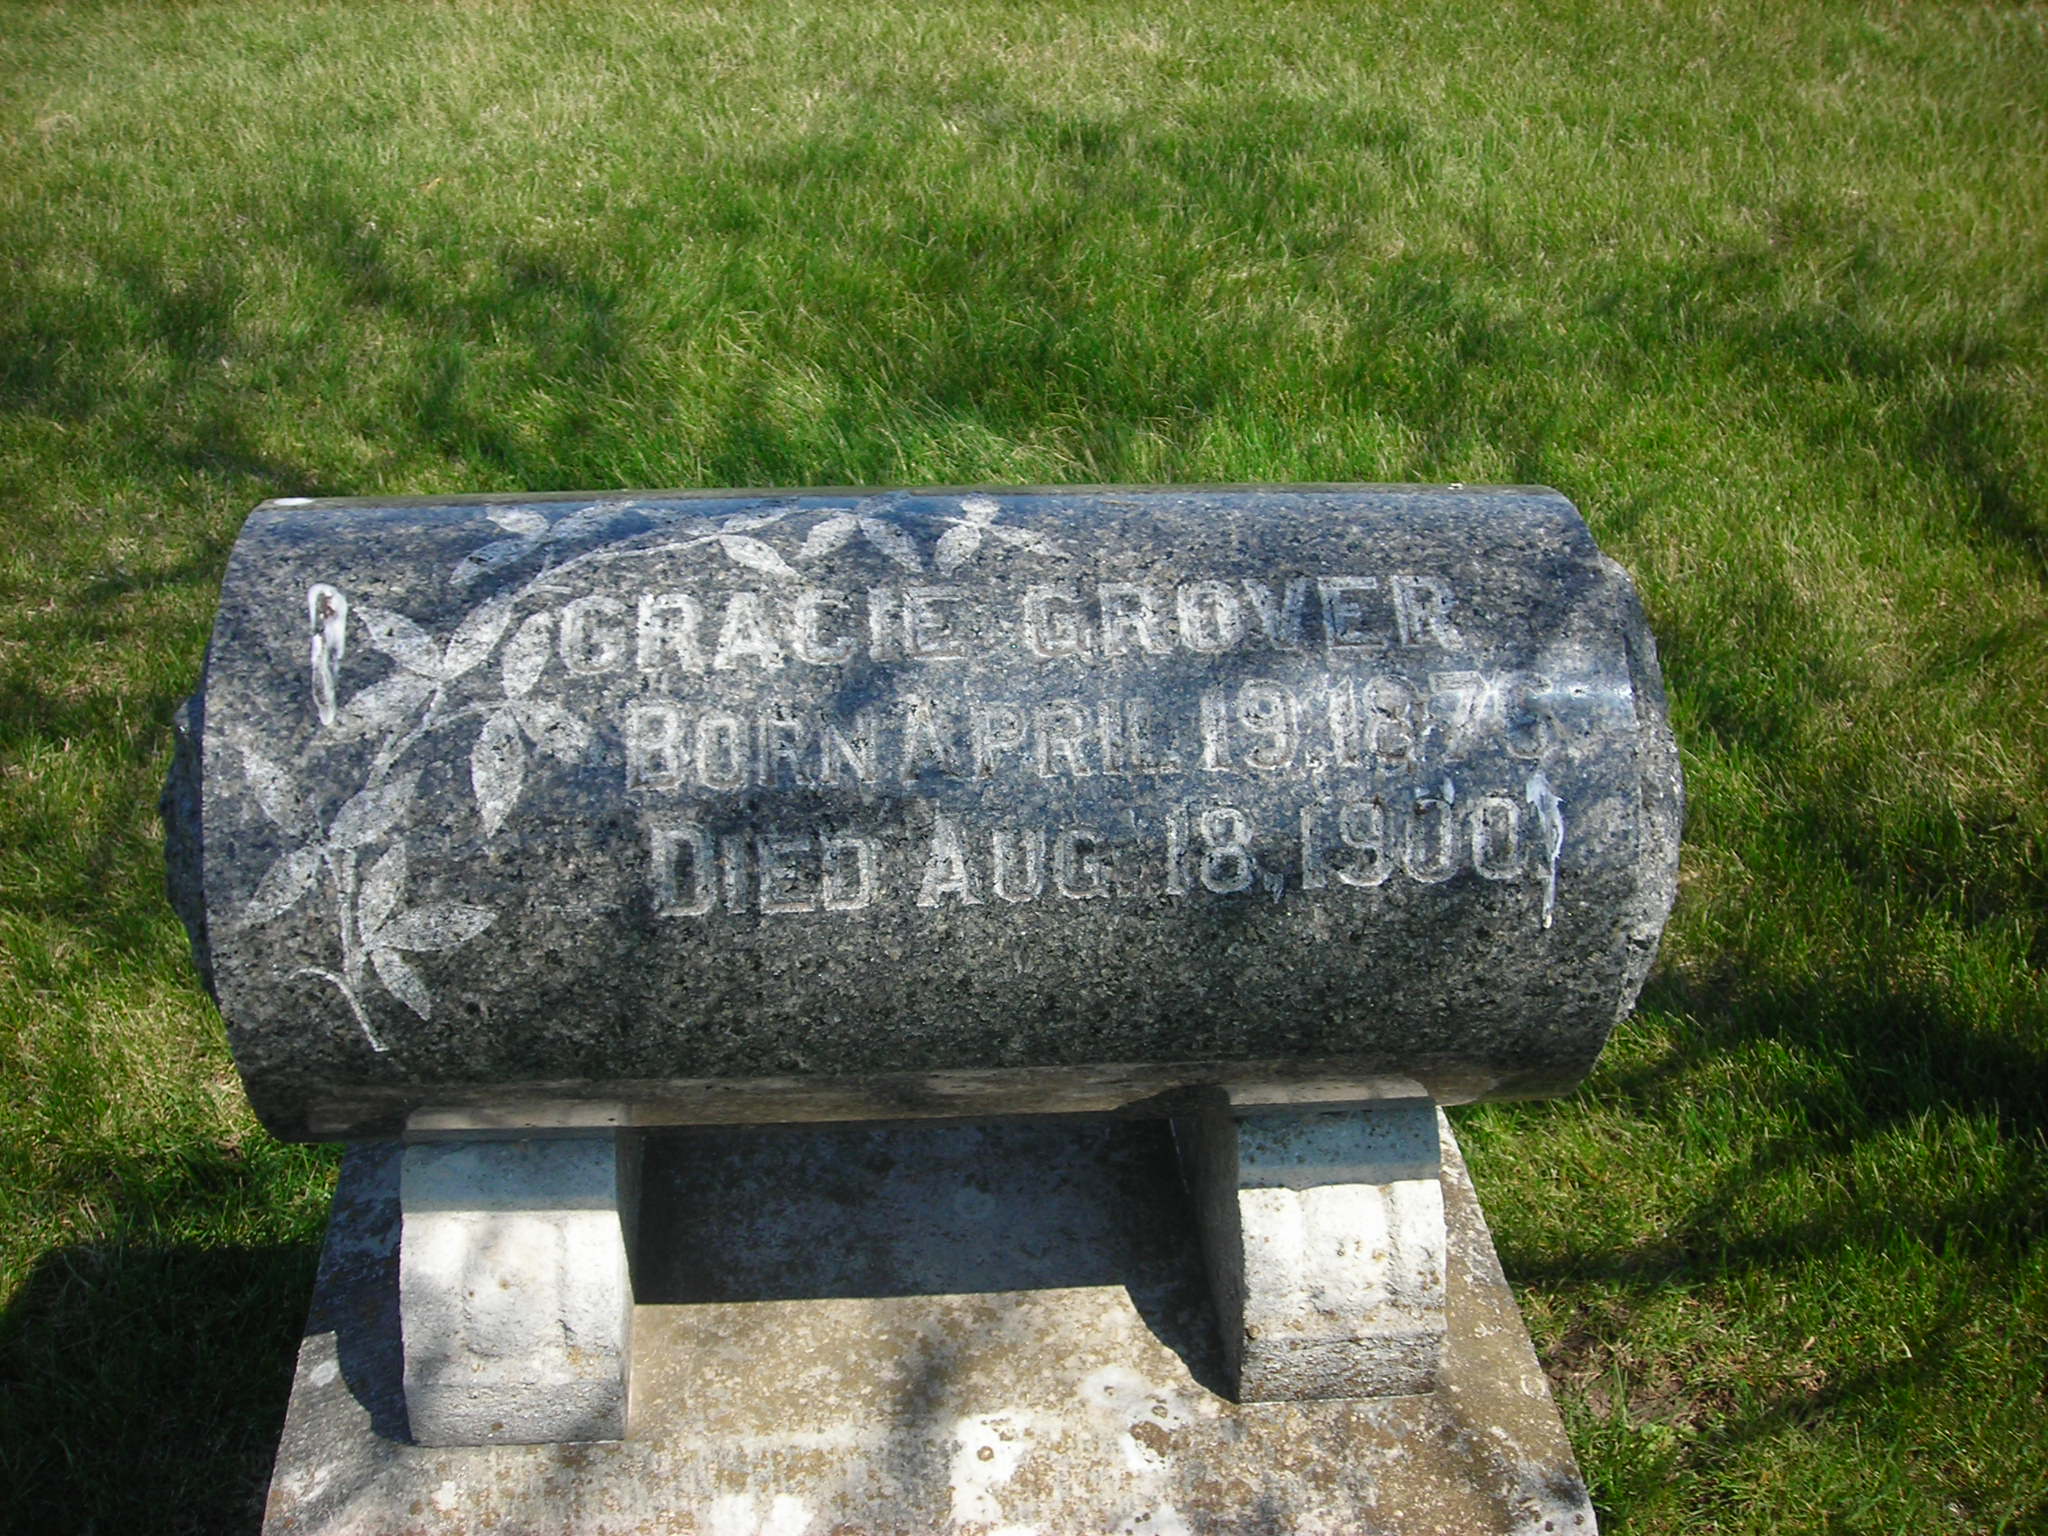 GRACIE GROVER
BORN APRIL 19, 1876.
DIED AUG. 18, 1900.